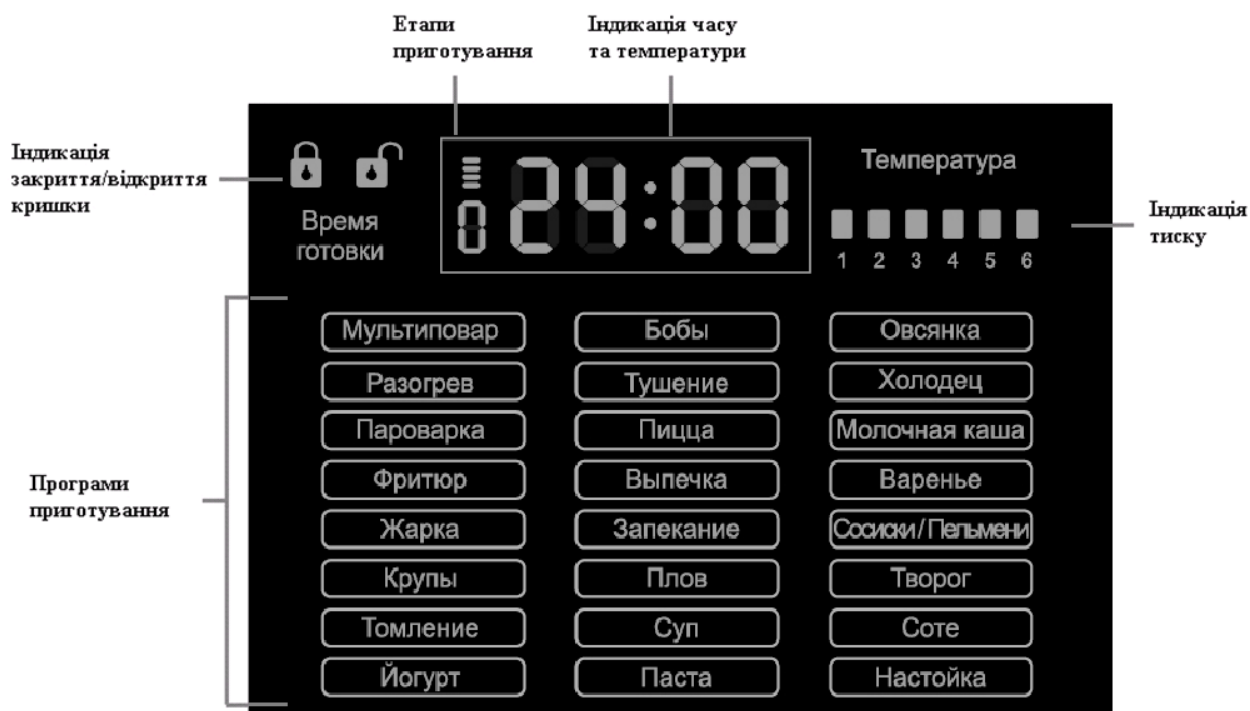 Етапи
приготування
Індикація часу
та температури
Індикація
закриття/відкриття
кришки
Время
готовки
0 24:00
Температура
1 2 3 4 5 6
Індикація
тиску
Програми
приготування
Мультиповар Бобы Овсянка
Разогрев Тушение Холодец
Пароварка Пицца Молочная каша
Фритюр Выпечка Варенье
Жарка Запекание Сосиски / Пельмени
Крупы Плов Творог
Томление Суп Соте
Йогурт Паста Настойка